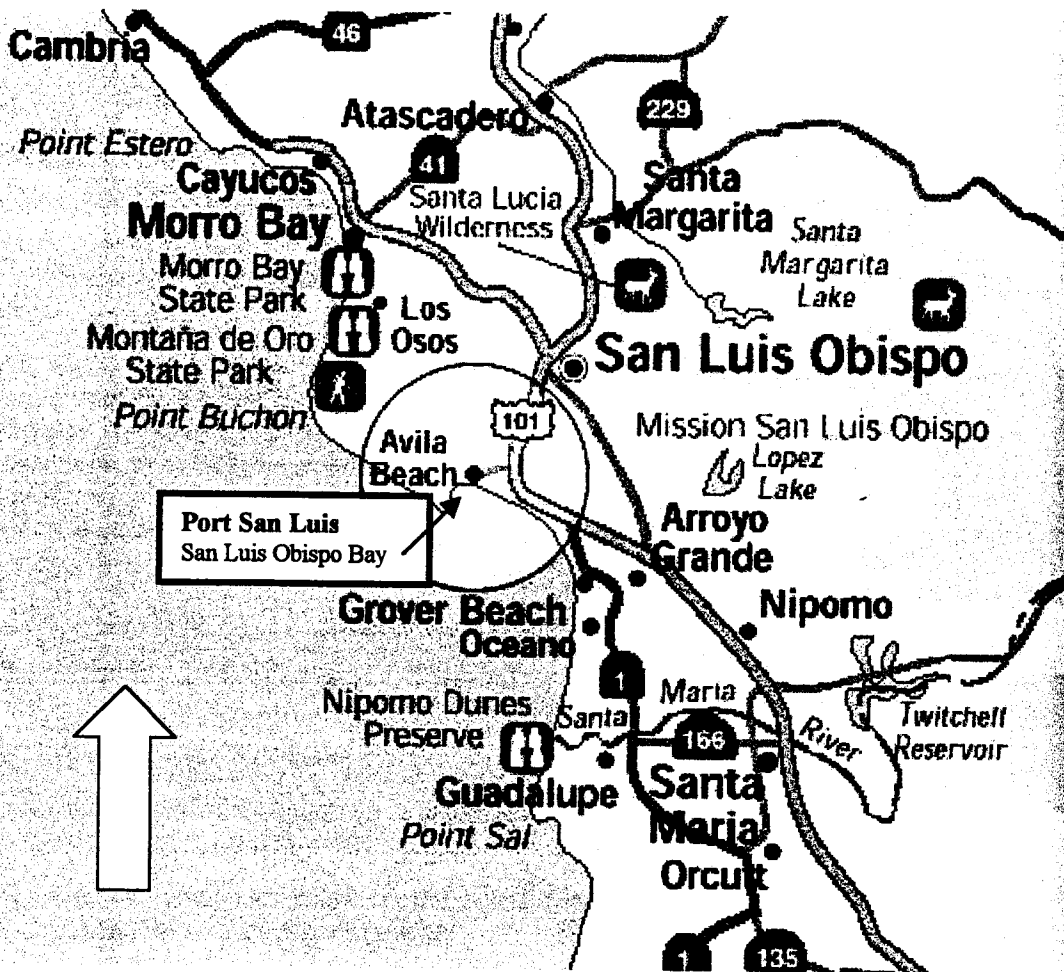 46
Cambria
Atascadero
229
Point Estero
41
Cayucos
Santa Lucia
Wilderness
Santa
Margarita
Morro Bay
Santa
Margarita
Lake
Morro Bay
State Park
Los
Osos
Montaña de Oro
State Park
San Luis Obispo
Point Buchon
101
Mission San Luis Obispo
Avila
Beach
Lopez
Lake
Port San Luis
San Luis Obispo Bay
Arroyo
Grande
Grover Beach
Oceano
Nipomo
1
Nipomo Dunes
Preserve
Santa
Maria
River
166
Twitchell
Reservoir
Guadalupe
Santa
Maria
Point Sal
Orcutt
1
135